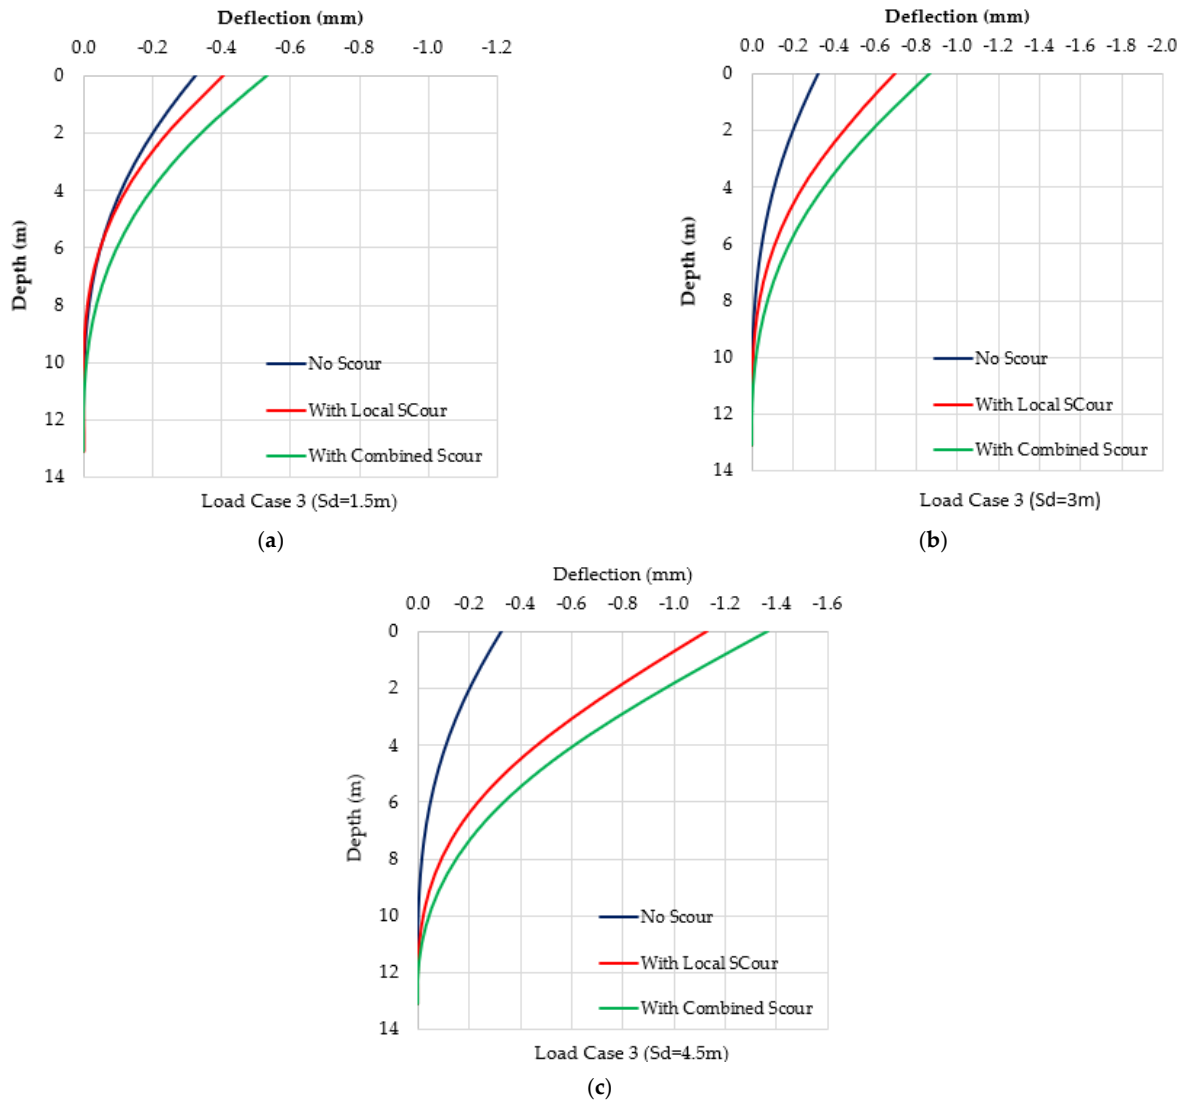 Deflection (mm)
0.0 -0.2 -0.4 -0.6 -0.8 -1.0 -1.2
0
2
4
6
8
10
12
14
Depth (m)
No Scour
With Local SCour
With Combined Scour
Load Case 3 (Sd=1.5m)
(a)
Deflection (mm)
0.0 -0.2 -0.4 -0.6 -0.8 -1.0 -1.2 -1.4 -1.6 -1.8 -2.0
0
2
4
6
8
10
12
14
Depth (m)
No Scour
With Local SCour
With Combined Scour
Load Case 3 (Sd=3m)
(b)
Deflection (mm)
0.0 -0.2 -0.4 -0.6 -0.8 -1.0 -1.2 -1.4 -1.6
0
2
4
6
8
10
12
14
Depth (m)
No Scour
With Local SCour
With Combined Scour
Load Case 3 (Sd=4.5m)
(c)